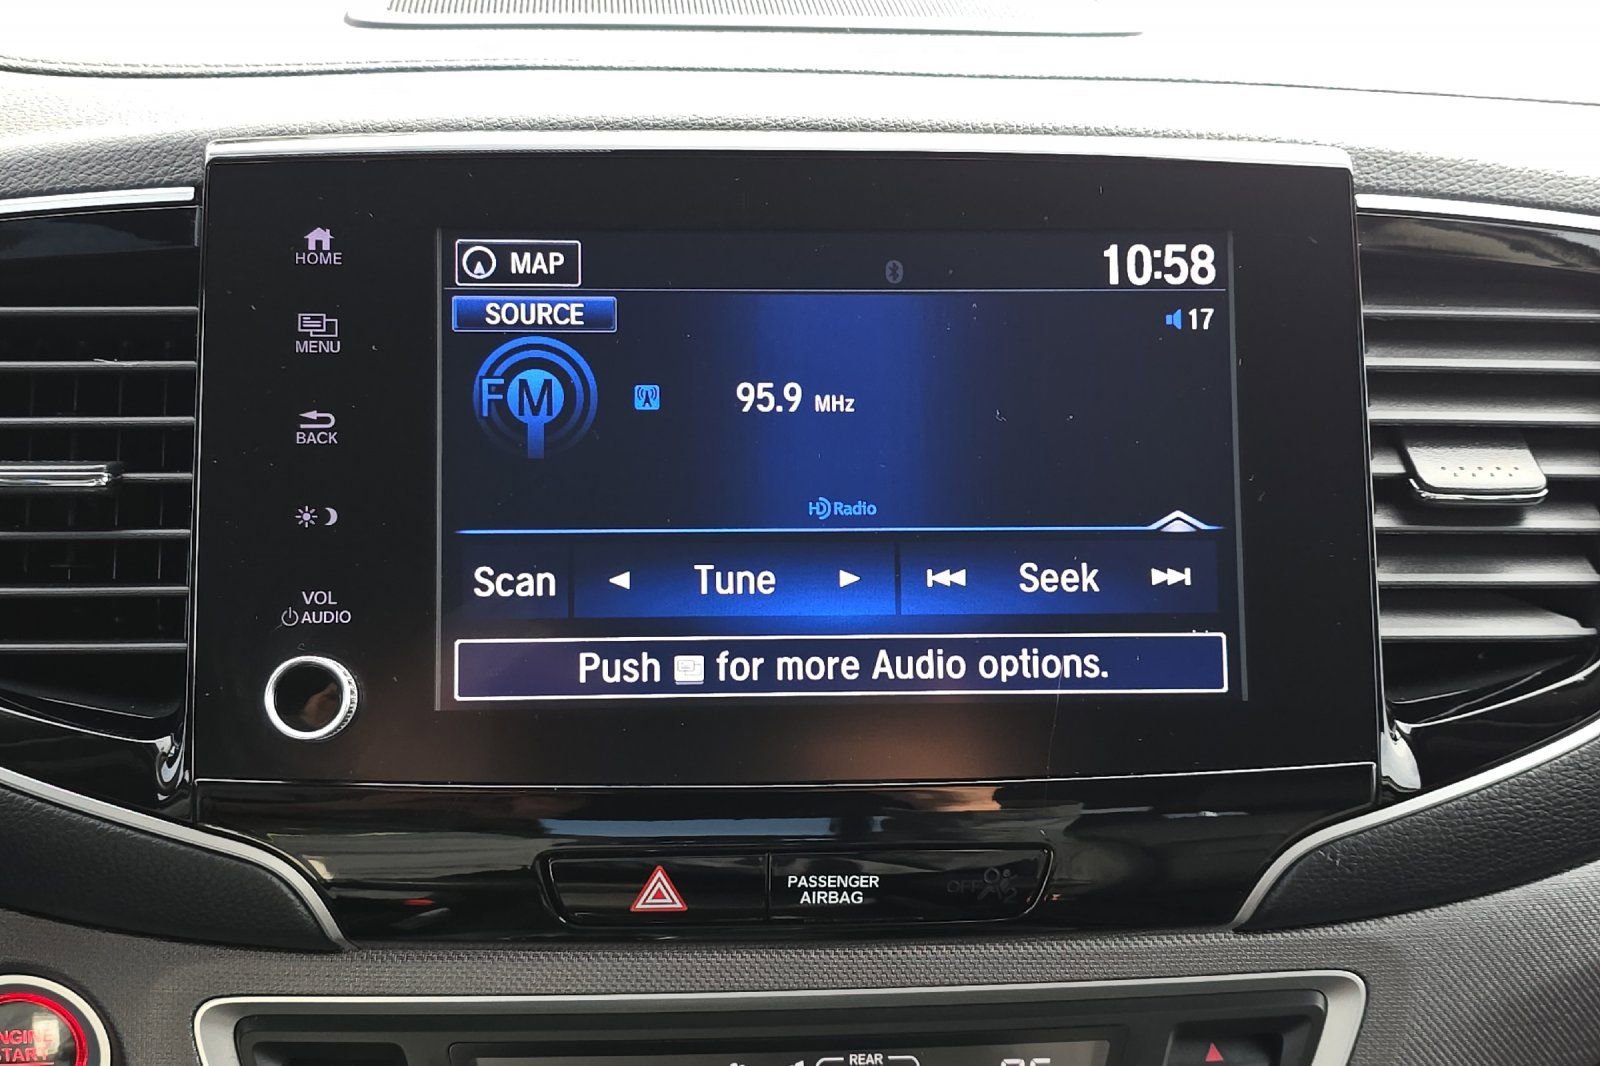 HOME
MENU
BACK
VOL
AUDIO
MAP
10:58
SOURCE
17
FM
95.9 MHz
HD Radio
Scan
Tune
Seek
Push for more Audio options.
PASSENGER
AIRBAG
OFF
REAR